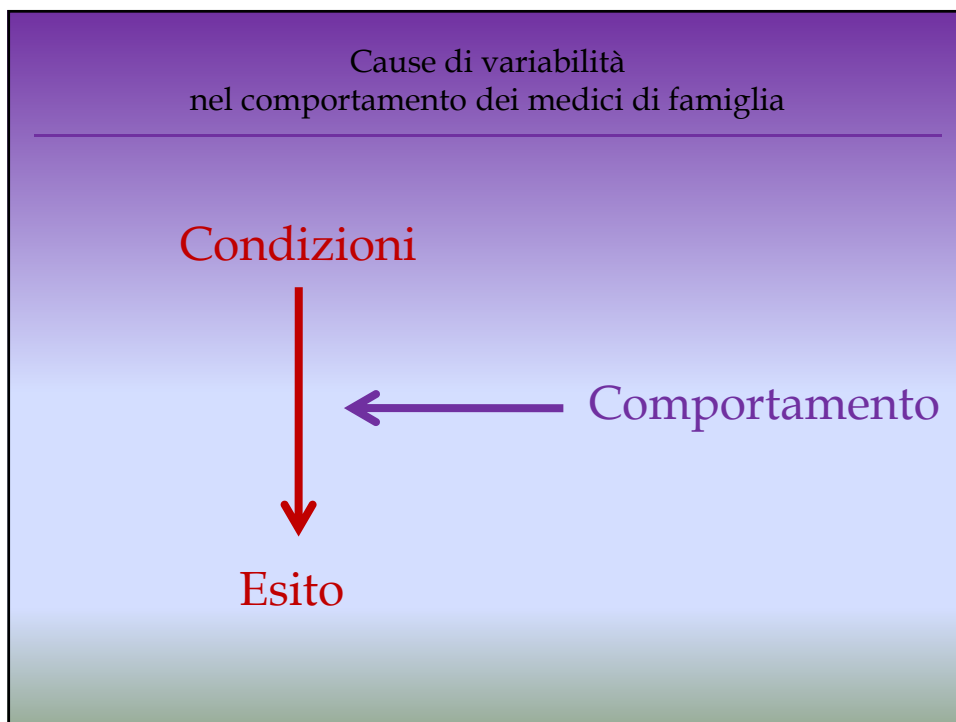 Cause di variabilità
nel comportamento dei medici di famiglia
Condizioni
Comportamento
Esito